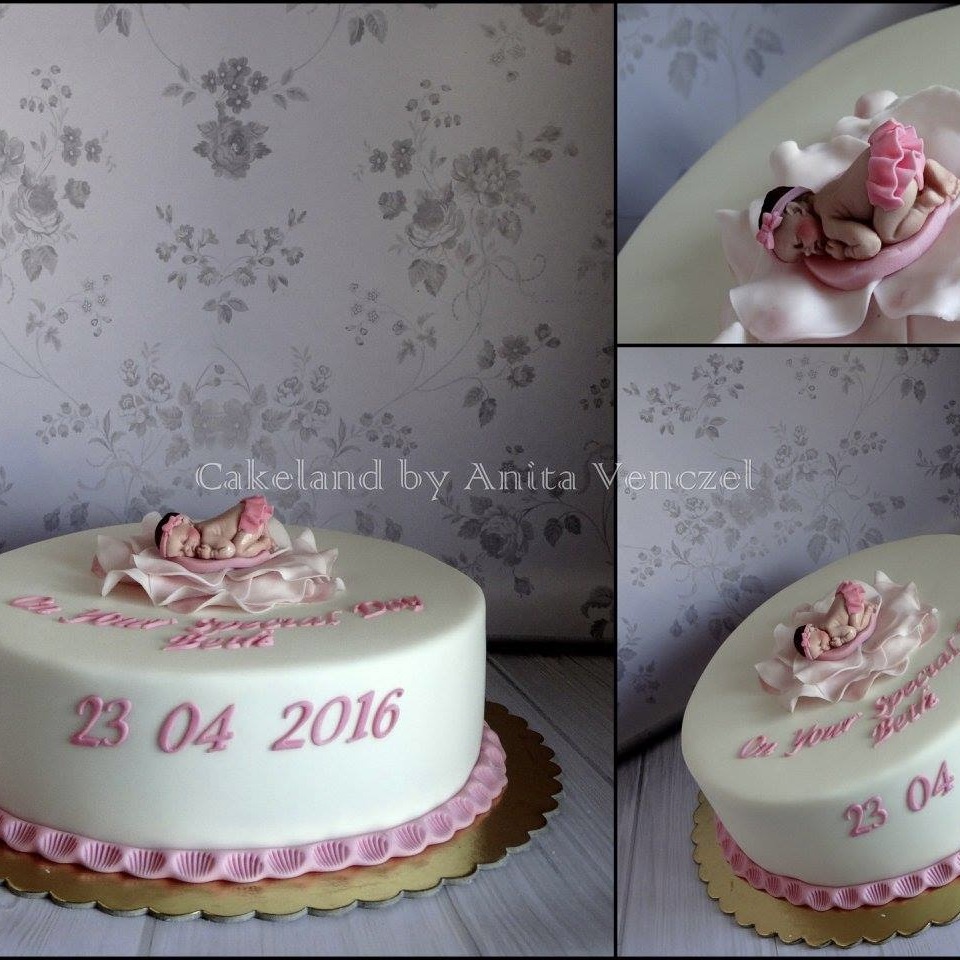 Cakeland by Anita Venczel
On Your Special Day
Beth
23 04 2016
On Your Special
Beth
23 04